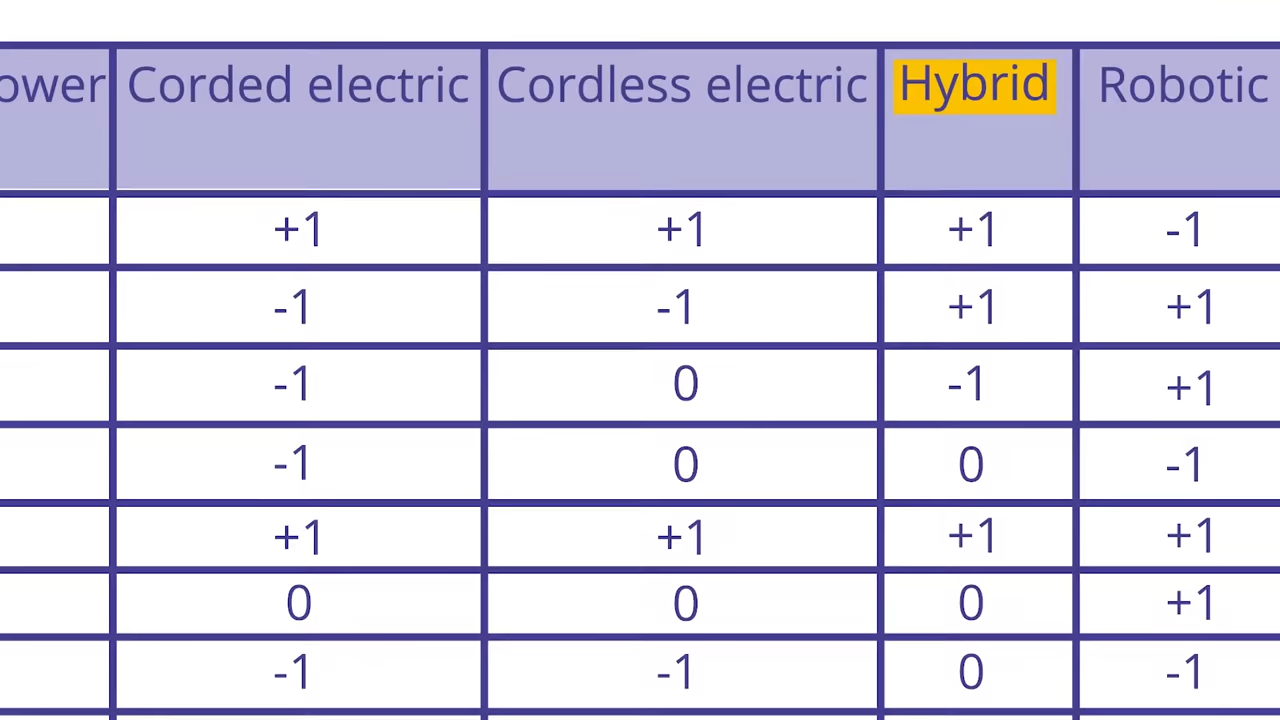 ower Corded electric Cordless electric Hybrid Robotic
+1 +1 +1 -1
-1 -1 +1 +1
-1 0 -1 +1
-1 0 0 -1
+1 +1 +1 +1
0 0 0 +1
-1 -1 0 -1